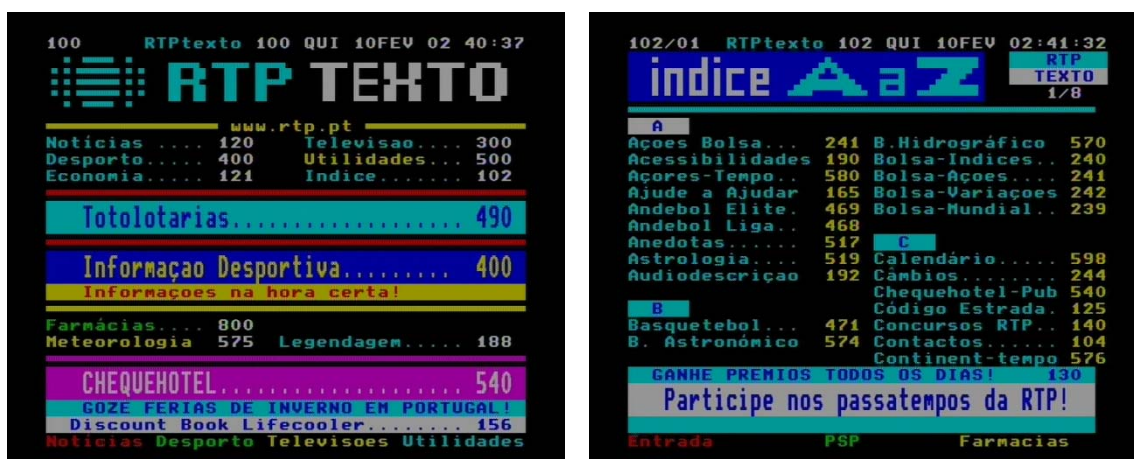 100 RTPtexto 100 QUI 10FEV 02 40:37
RTP TEXTO
www.rtp.pt
Notícias .... 120 Televisao.... 300
Desporto..... 400 Utilidades... 500
Economia..... 121 Indice....... 102
Totolotarias................... 490
Informaçao Desportiva......... 400
Informaçoes na hora certa!
Farmácias.... 800
Meteorologia 575 Legendagem..... 188
CHEQUEHOTEL.................... 540
GOZE FERIAS DE INVERNO EM PORTUGAL!
Discount Book Lifecooler........ 156
Notícias Desporto Televisoes Utilidades
102/01 RTPtexto 102 QUI 10FEV 02:41:32
índice A a Z
RTP
TEXTO
1/8
A
Açoes Bolsa... 241
Acessibilidades 190
Açores-Tempo.. 580
Ajude a Ajudar 165
Andebol Elite. 469
Andebol Liga.. 468
Anedotas...... 517
Astrologia.... 519
Audiodescriçao 192
B
Basquetebol... 471
B. Astronómico 574
B.Hidrográfico 570
Bolsa-Indices.. 240
Bolsa-Açoes.... 241
Bolsa-Variaçoes 242
Bolsa-Mundial.. 239
C
Calendário..... 598
Câmbios........ 244
Chequehotel-Pub 540
Código Estrada. 125
Concursos RTP.. 140
Contactos...... 104
Continent-tempo 576
GANHE PREMIOS TODOS OS DIAS! 130
Participe nos passatempos da RTP!
Entrada PSP Farmacias